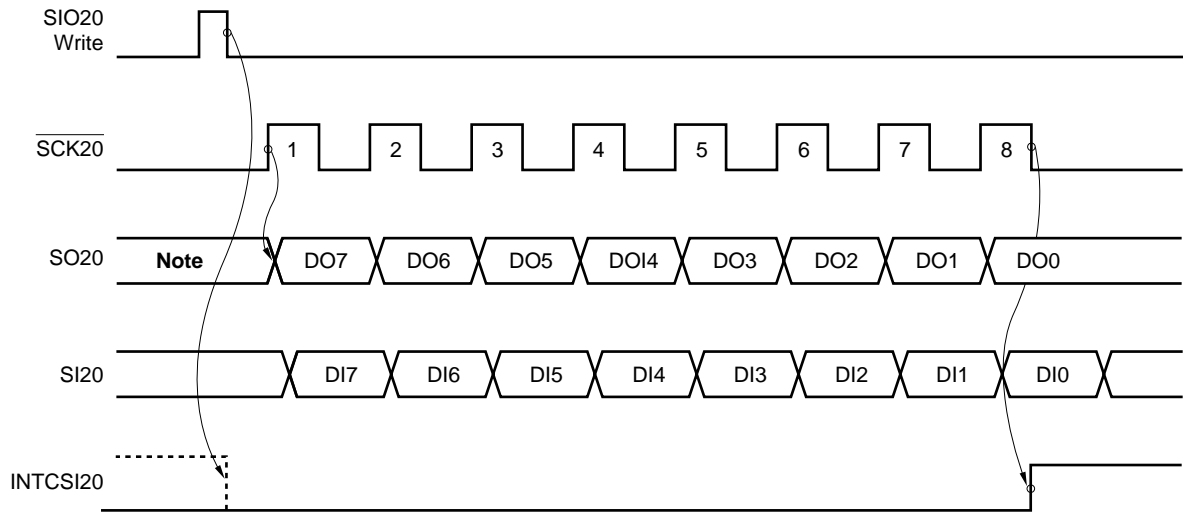 SIO20
Write
SCK20
1 2 3 4 5 6 7 8
SO20 Note DO7 DO6 DO5 DOI4 DO3 DO2 DO1 DO0
SI20 DI7 DI6 DI5 DI4 DI3 DI2 DI1 DI0
INTCSI20